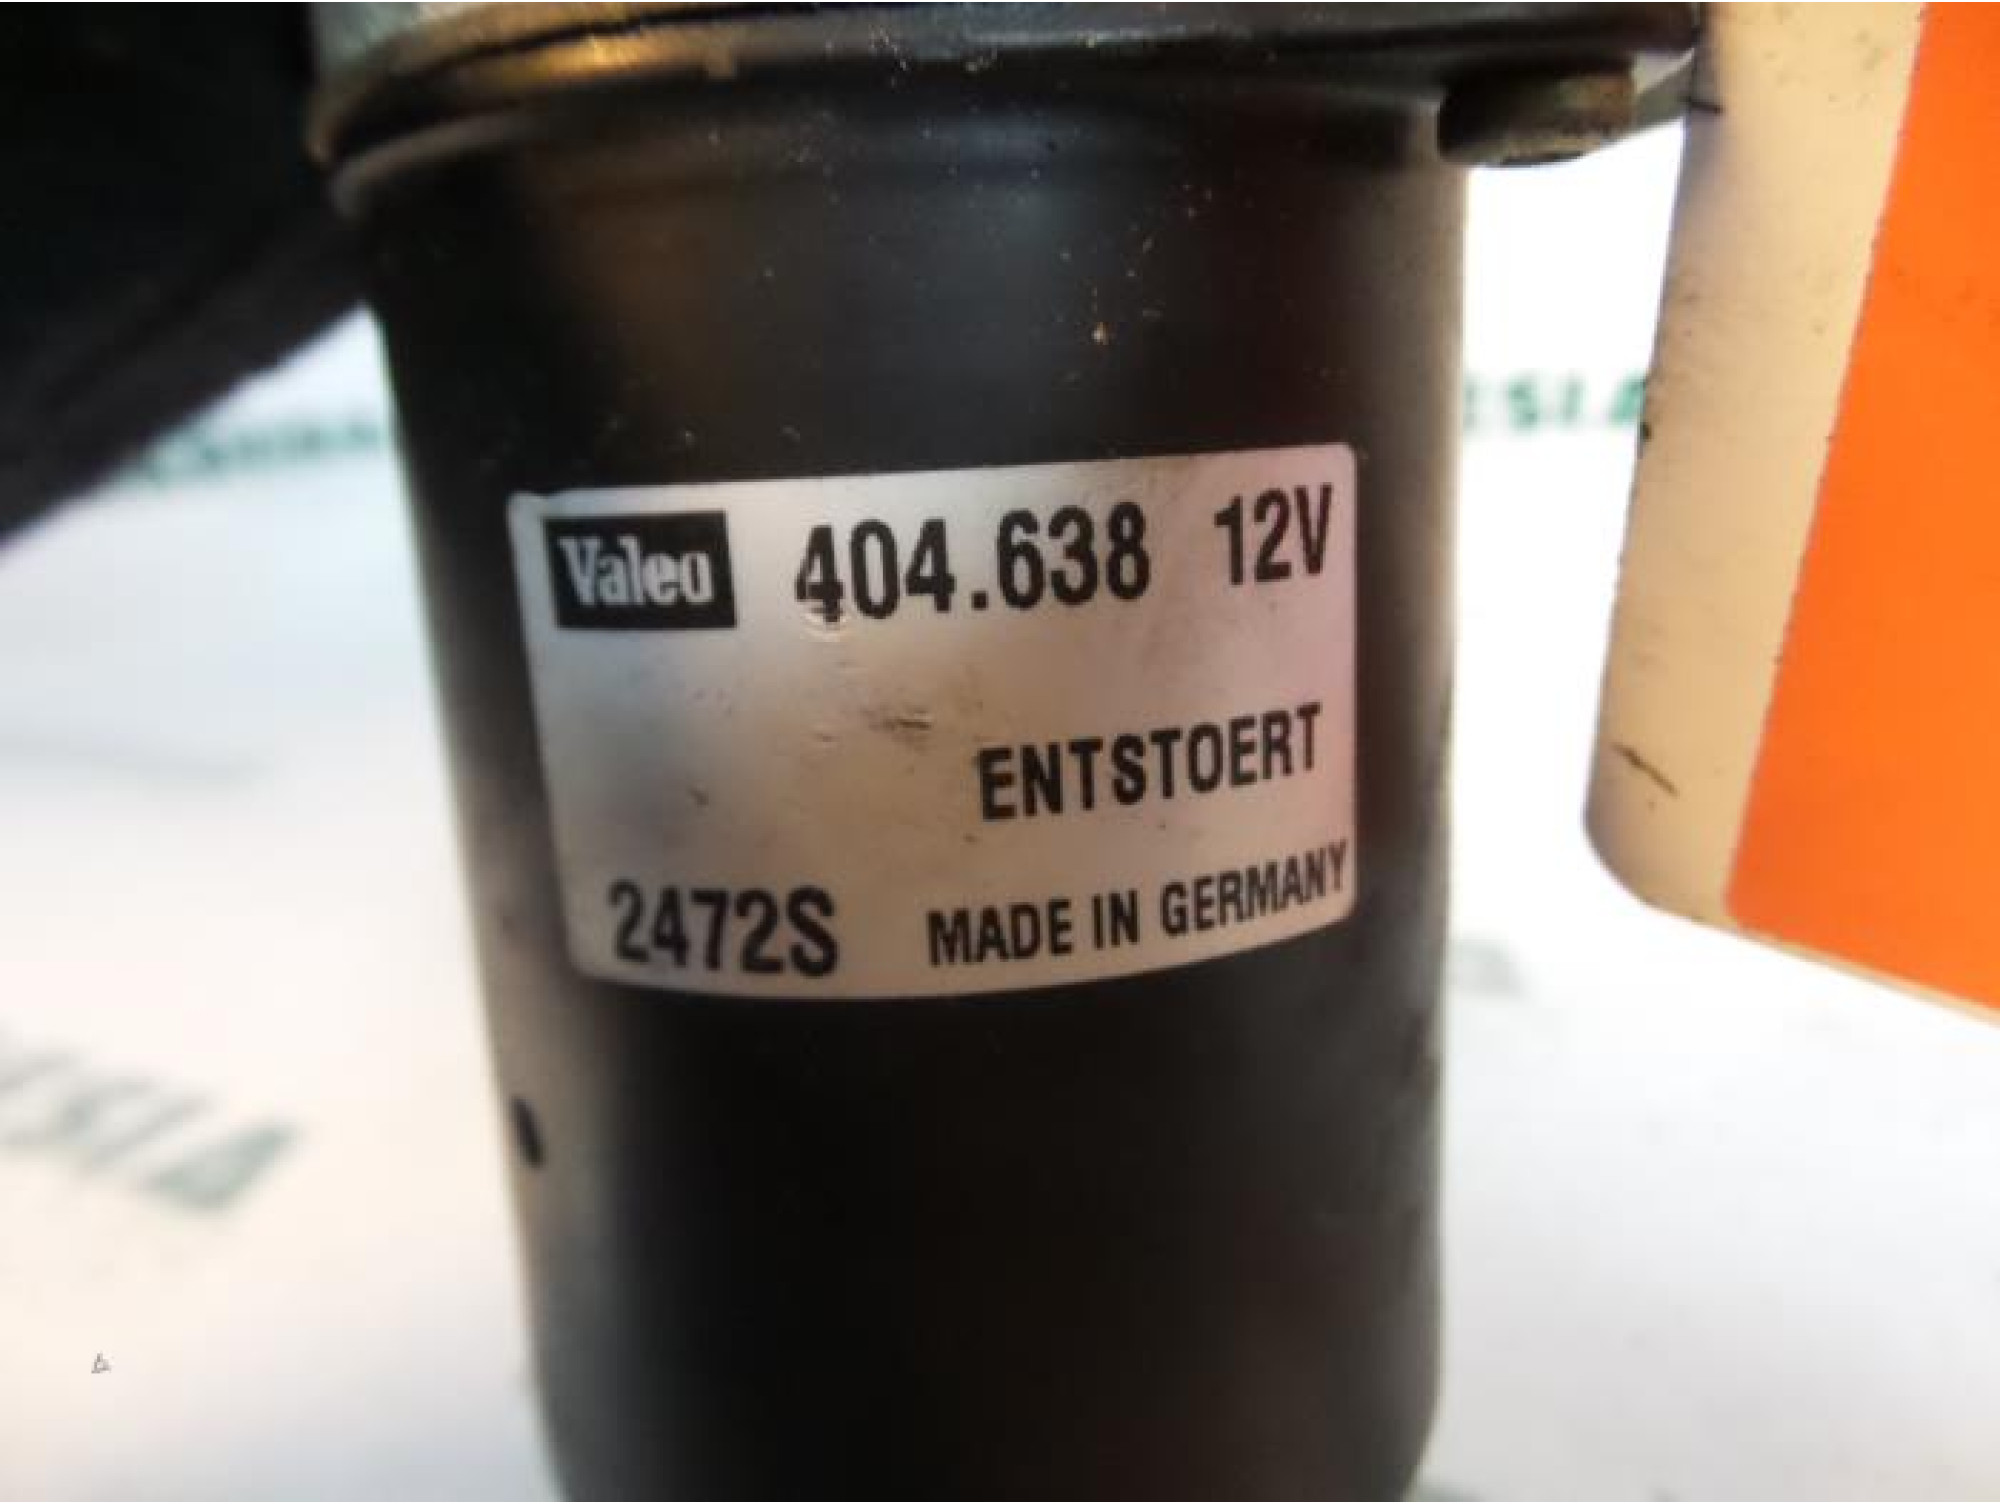 Valeo 404.638 12V
ENTSTOERT
2472S MADE IN GERMANY